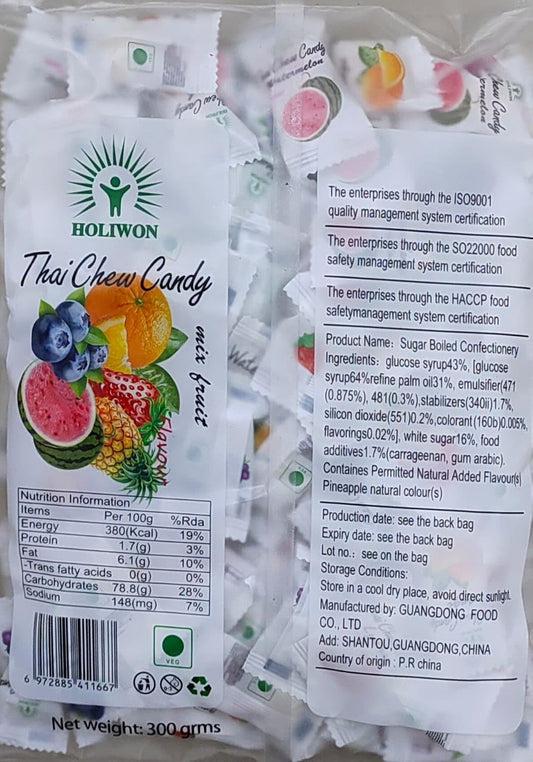 HOLIWON
Thai Chew Candy
mix fruit
Flavour
Nutrition Information
Items Per 100g %Rda
Energy 380(Kcal) 19%
Protein 1.7(g) 3%
Fat 6.1(g) 10%
-Trans fatty acids 0(g) 0%
Carbohydrates 78.8(g) 28%
Sodium 148(mg) 7%
6 972885 411667
VEG
Net weight: 300 grms
Chew Candy
Watermelon
Chew Candy
The enterprises through the ISO9001
quality management system certification
The enterprises through the SO22000 food
safety management system certification
The enterprises through the HACCP food
safetymanagement system certification
Product Name: Sugar Boiled Confectionery
Ingredients: glucose syrup43%, [glucose
syrup64%refine palm oil31%, emulsifier(471
(0.875%), 481(0.3%),stabilizers(340ii)1.7%,
silicon dioxide(551)0.2%,colorant(160b)0.005%,
flavorings0.02%], white sugar16%, food
additives1.7%(carrageenan, gum arabic).
Containes Permitted Natural Added Flavour(s)
Pineapple natural colour(s)
Production date: see the back bag
Expiry date: see the back bag
Lot no.: see on the bag
Storage Conditions:
Store in a cool dry place, avoid direct sunlight.
Manufactured by: GUANGDONG FOOD
CO., LTD
Add: SHANTOU,GUANGDONG,CHINA
Country of origin : P.R china